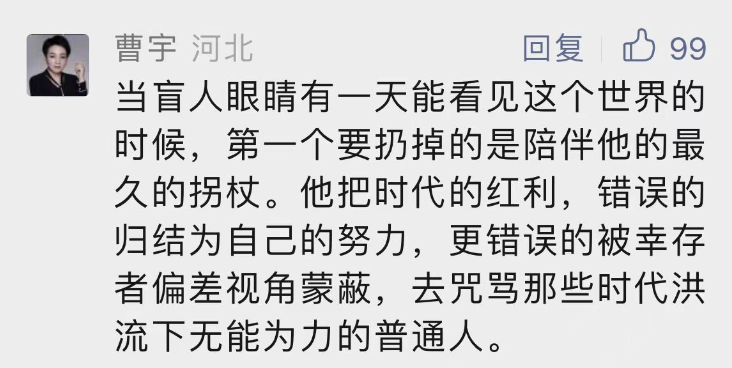 曹宇 河北 回复 99
当盲人眼睛有一天能看见这个世界的
时候，第一个要扔掉的是陪伴他的最
久的拐杖。他把时代的红利，错误的
归结为自己的努力，更错误的被幸存
者偏差视角蒙蔽，去咒骂那些时代洪
流下无能为力的普通人。